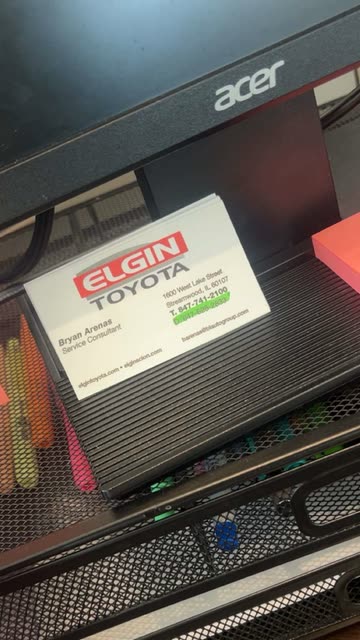 acer
ELGIN
TOYOTA
1600 West Lake Street
Streamwood, IL 60107
T. 847-741-2100
Bryan Arenas
Service Consultant
elgintoyota.com • elginscion.com